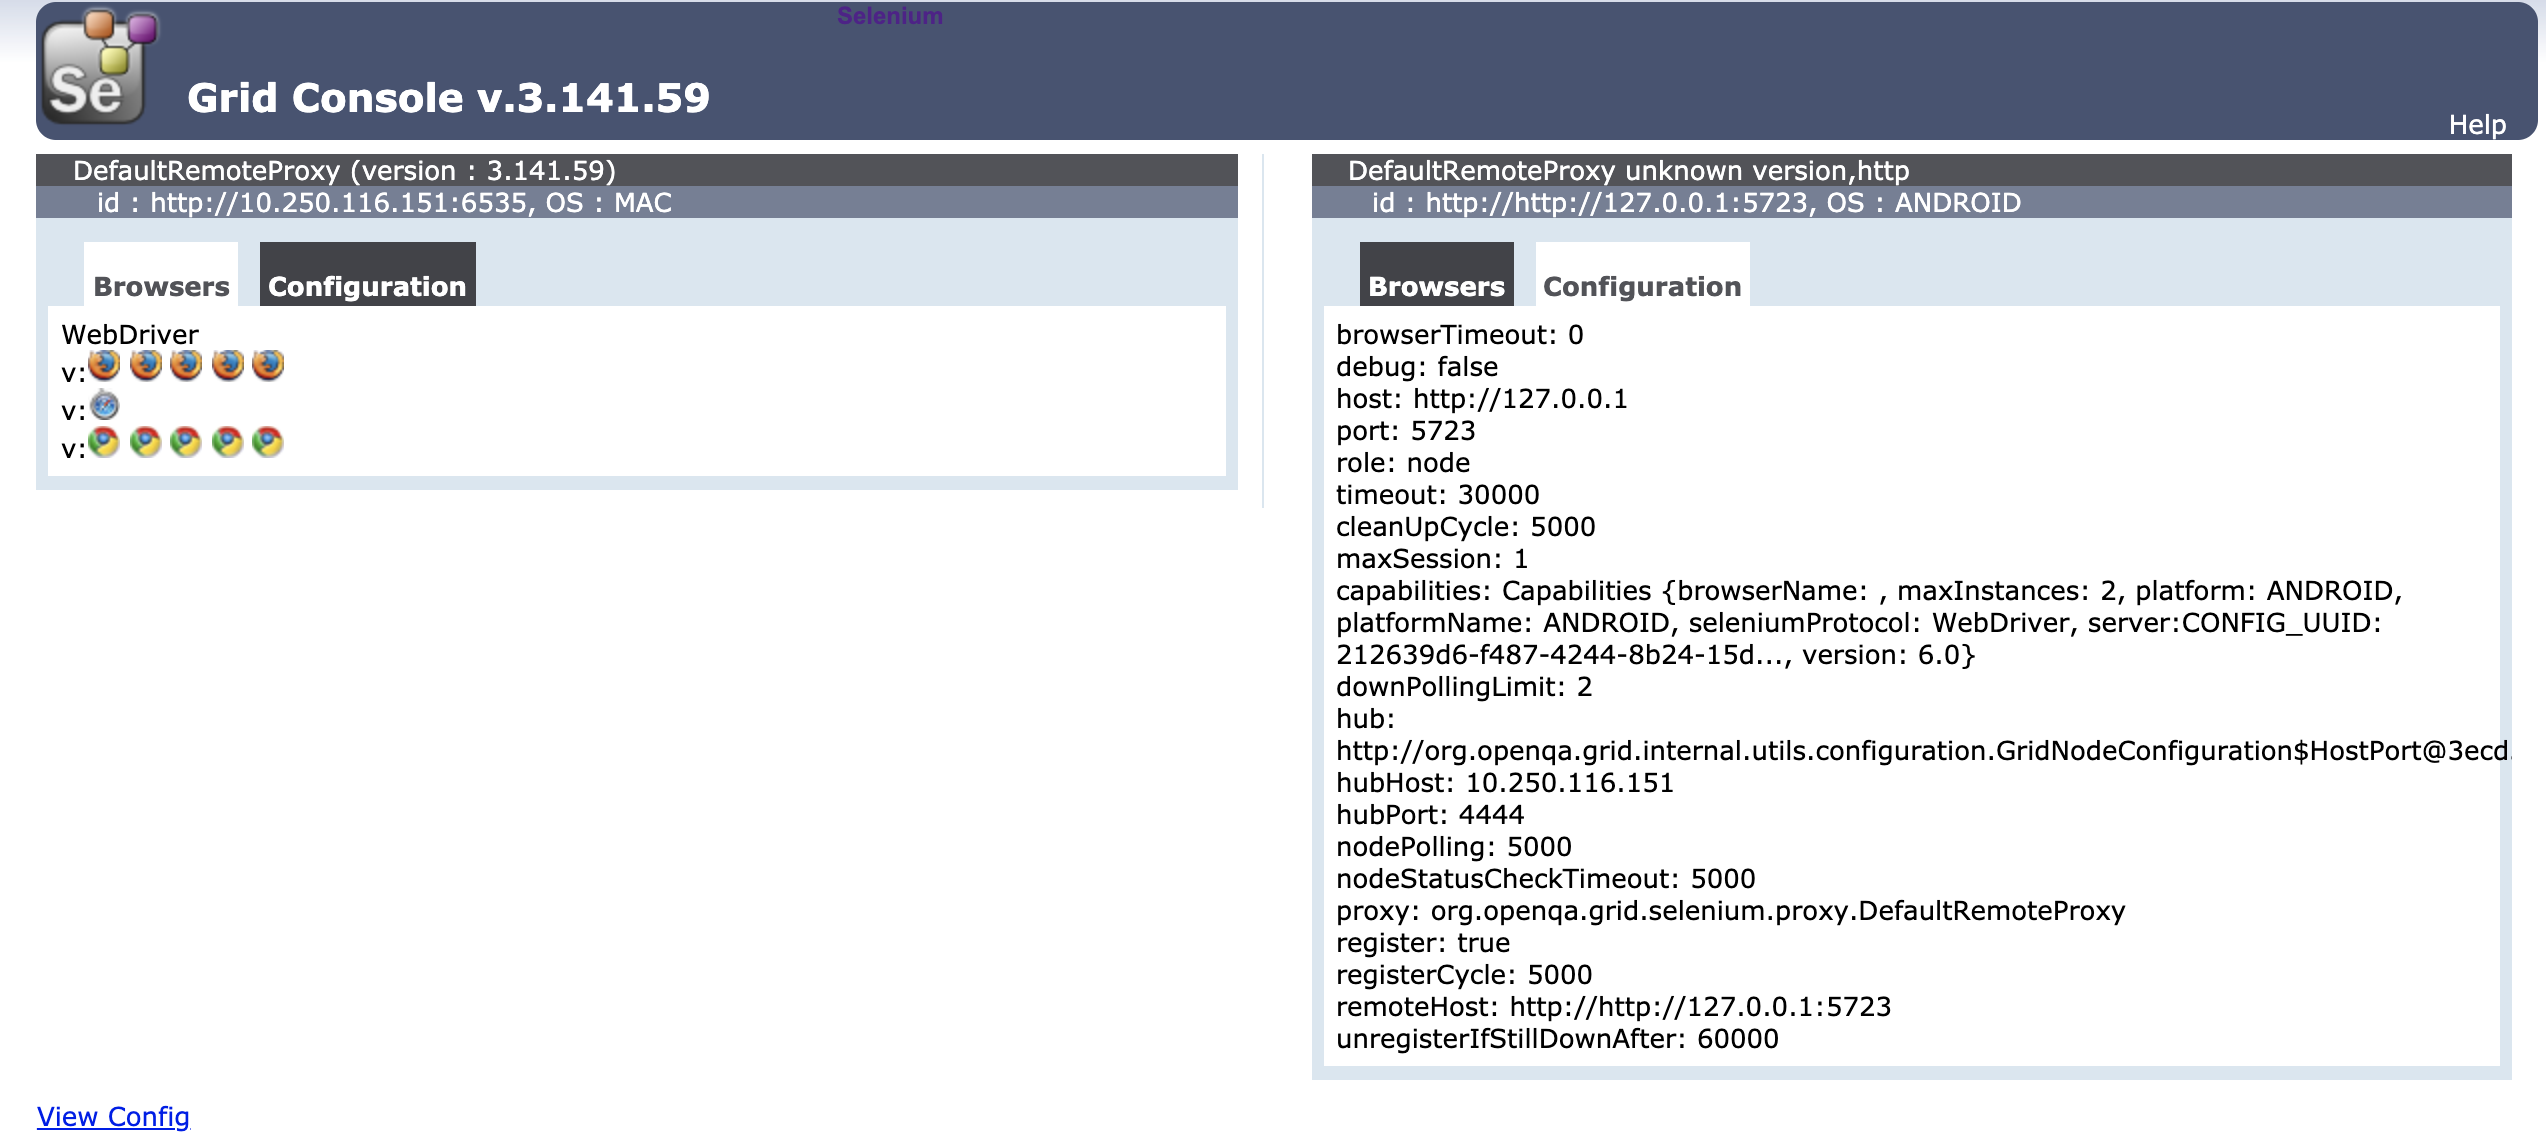 Selenium
Se
Grid Console v.3.141.59
Help
DefaultRemoteProxy (version : 3.141.59)
id : http://10.250.116.151:6535, OS : MAC
Browsers
Configuration
WebDriver
v:
v:
v:
DefaultRemoteProxy unknown version,http
id : http://http://127.0.0.1:5723, OS : ANDROID
Browsers
Configuration
browserTimeout: 0
debug: false
host: http://127.0.0.1
port: 5723
role: node
timeout: 30000
cleanUpCycle: 5000
maxSession: 1
capabilities: Capabilities {browserName: , maxInstances: 2, platform: ANDROID,
platformName: ANDROID, seleniumProtocol: WebDriver, server:CONFIG_UUID:
212639d6-f487-4244-8b24-15d..., version: 6.0}
downPollingLimit: 2
hub:
http://org.openqa.grid.internal.utils.configuration.GridNodeConfiguration$HostPort@3ecd
hubHost: 10.250.116.151
hubPort: 4444
nodePolling: 5000
nodeStatusCheckTimeout: 5000
proxy: org.openqa.grid.selenium.proxy.DefaultRemoteProxy
register: true
registerCycle: 5000
remoteHost: http://http://127.0.0.1:5723
unregisterIfStillDownAfter: 60000
View Config